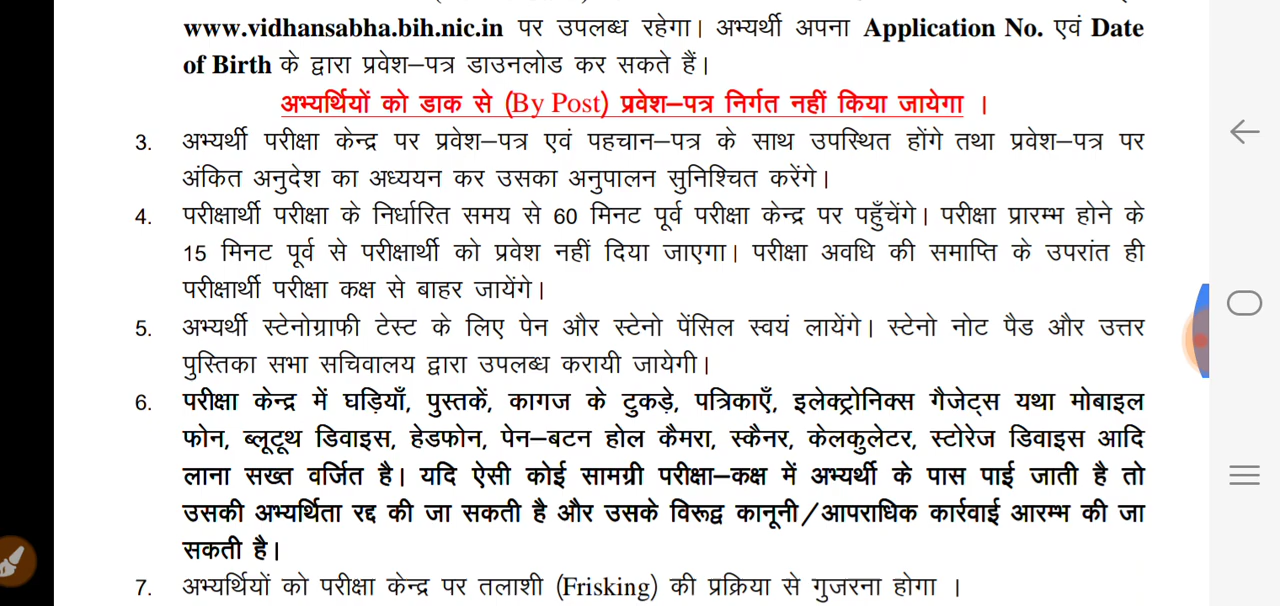 www.vidhansabha.bih.nic.in पर उपलब्ध रहेगा। अभ्यर्थी अपना Application No. एवं Date
of Birth के द्वारा प्रवेश–पत्र डाउनलोड कर सकते हैं।
अभ्यर्थियों को डाक से (By Post) प्रवेश–पत्र निर्गत नहीं किया जायेगा ।
3. अभ्यर्थी परीक्षा केन्द्र पर प्रवेश–पत्र एवं पहचान–पत्र के साथ उपस्थित होंगे तथा प्रवेश–पत्र पर
अंकित अनुदेश का अध्ययन कर उसका अनुपालन सुनिश्चित करेंगे।
4. परीक्षार्थी परीक्षा के निर्धारित समय से 60 मिनट पूर्व परीक्षा केन्द्र पर पहुँचेंगे। परीक्षा प्रारम्भ होने के
15 मिनट पूर्व से परीक्षार्थी को प्रवेश नहीं दिया जाएगा। परीक्षा अवधि की समाप्ति के उपरांत ही
परीक्षार्थी परीक्षा कक्ष से बाहर जायेंगे।
5. अभ्यर्थी स्टेनोग्राफी टेस्ट के लिए पेन और स्टेनो पेंसिल स्वयं लायेंगे। स्टेनो नोट पैड और उत्तर
पुस्तिका सभा सचिवालय द्वारा उपलब्ध करायी जायेगी।
6. परीक्षा केन्द्र में घड़ियाँ, पुस्तकें, कागज के टुकड़े, पत्रिकाएँ, इलेक्ट्रोनिक्स गैजेट्स यथा मोबाइल
फोन, ब्लूटूथ डिवाइस, हेडफोन, पेन–बटन होल कैमरा, स्कैनर, केलकुलेटर, स्टोरेज डिवाइस आदि
लाना सख्त वर्जित है। यदि ऐसी कोई सामग्री परीक्षा–कक्ष में अभ्यर्थी के पास पाई जाती है तो
उसकी अभ्यर्थिता रद्द की जा सकती है और उसके विरूद्व कानूनी/आपराधिक कार्रवाई आरम्भ की जा
सकती है।
7. अभ्यर्थियों को परीक्षा केन्द्र पर तलाशी (Frisking) की प्रक्रिया से गुजरना होगा ।